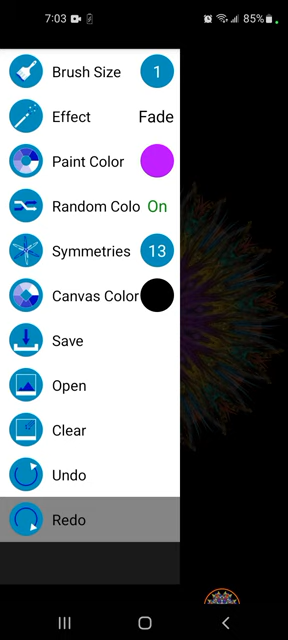 7:03 85%
Brush Size 1
Effect Fade
Paint Color
Random Colo On
Symmetries 13
Canvas Color
Save
Open
Clear
Undo
Redo